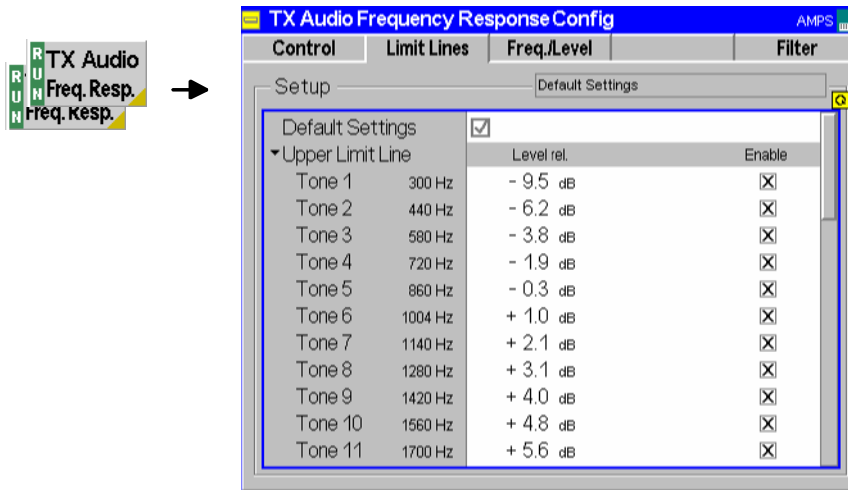 TX Audio Frequency Response Config AMPS
Control Limit Lines Freq./Level Filter
RUN TX Audio Freq. Resp.
RUN Freq. Resp.
Setup Default Settings
Default Settings
Upper Limit Line Level rel. Enable
Tone 1 300 Hz - 9.5 dB
Tone 2 440 Hz - 6.2 dB
Tone 3 580 Hz - 3.8 dB
Tone 4 720 Hz - 1.9 dB
Tone 5 860 Hz - 0.3 dB
Tone 6 1004 Hz + 1.0 dB
Tone 7 1140 Hz + 2.1 dB
Tone 8 1280 Hz + 3.1 dB
Tone 9 1420 Hz + 4.0 dB
Tone 10 1560 Hz + 4.8 dB
Tone 11 1700 Hz + 5.6 dB